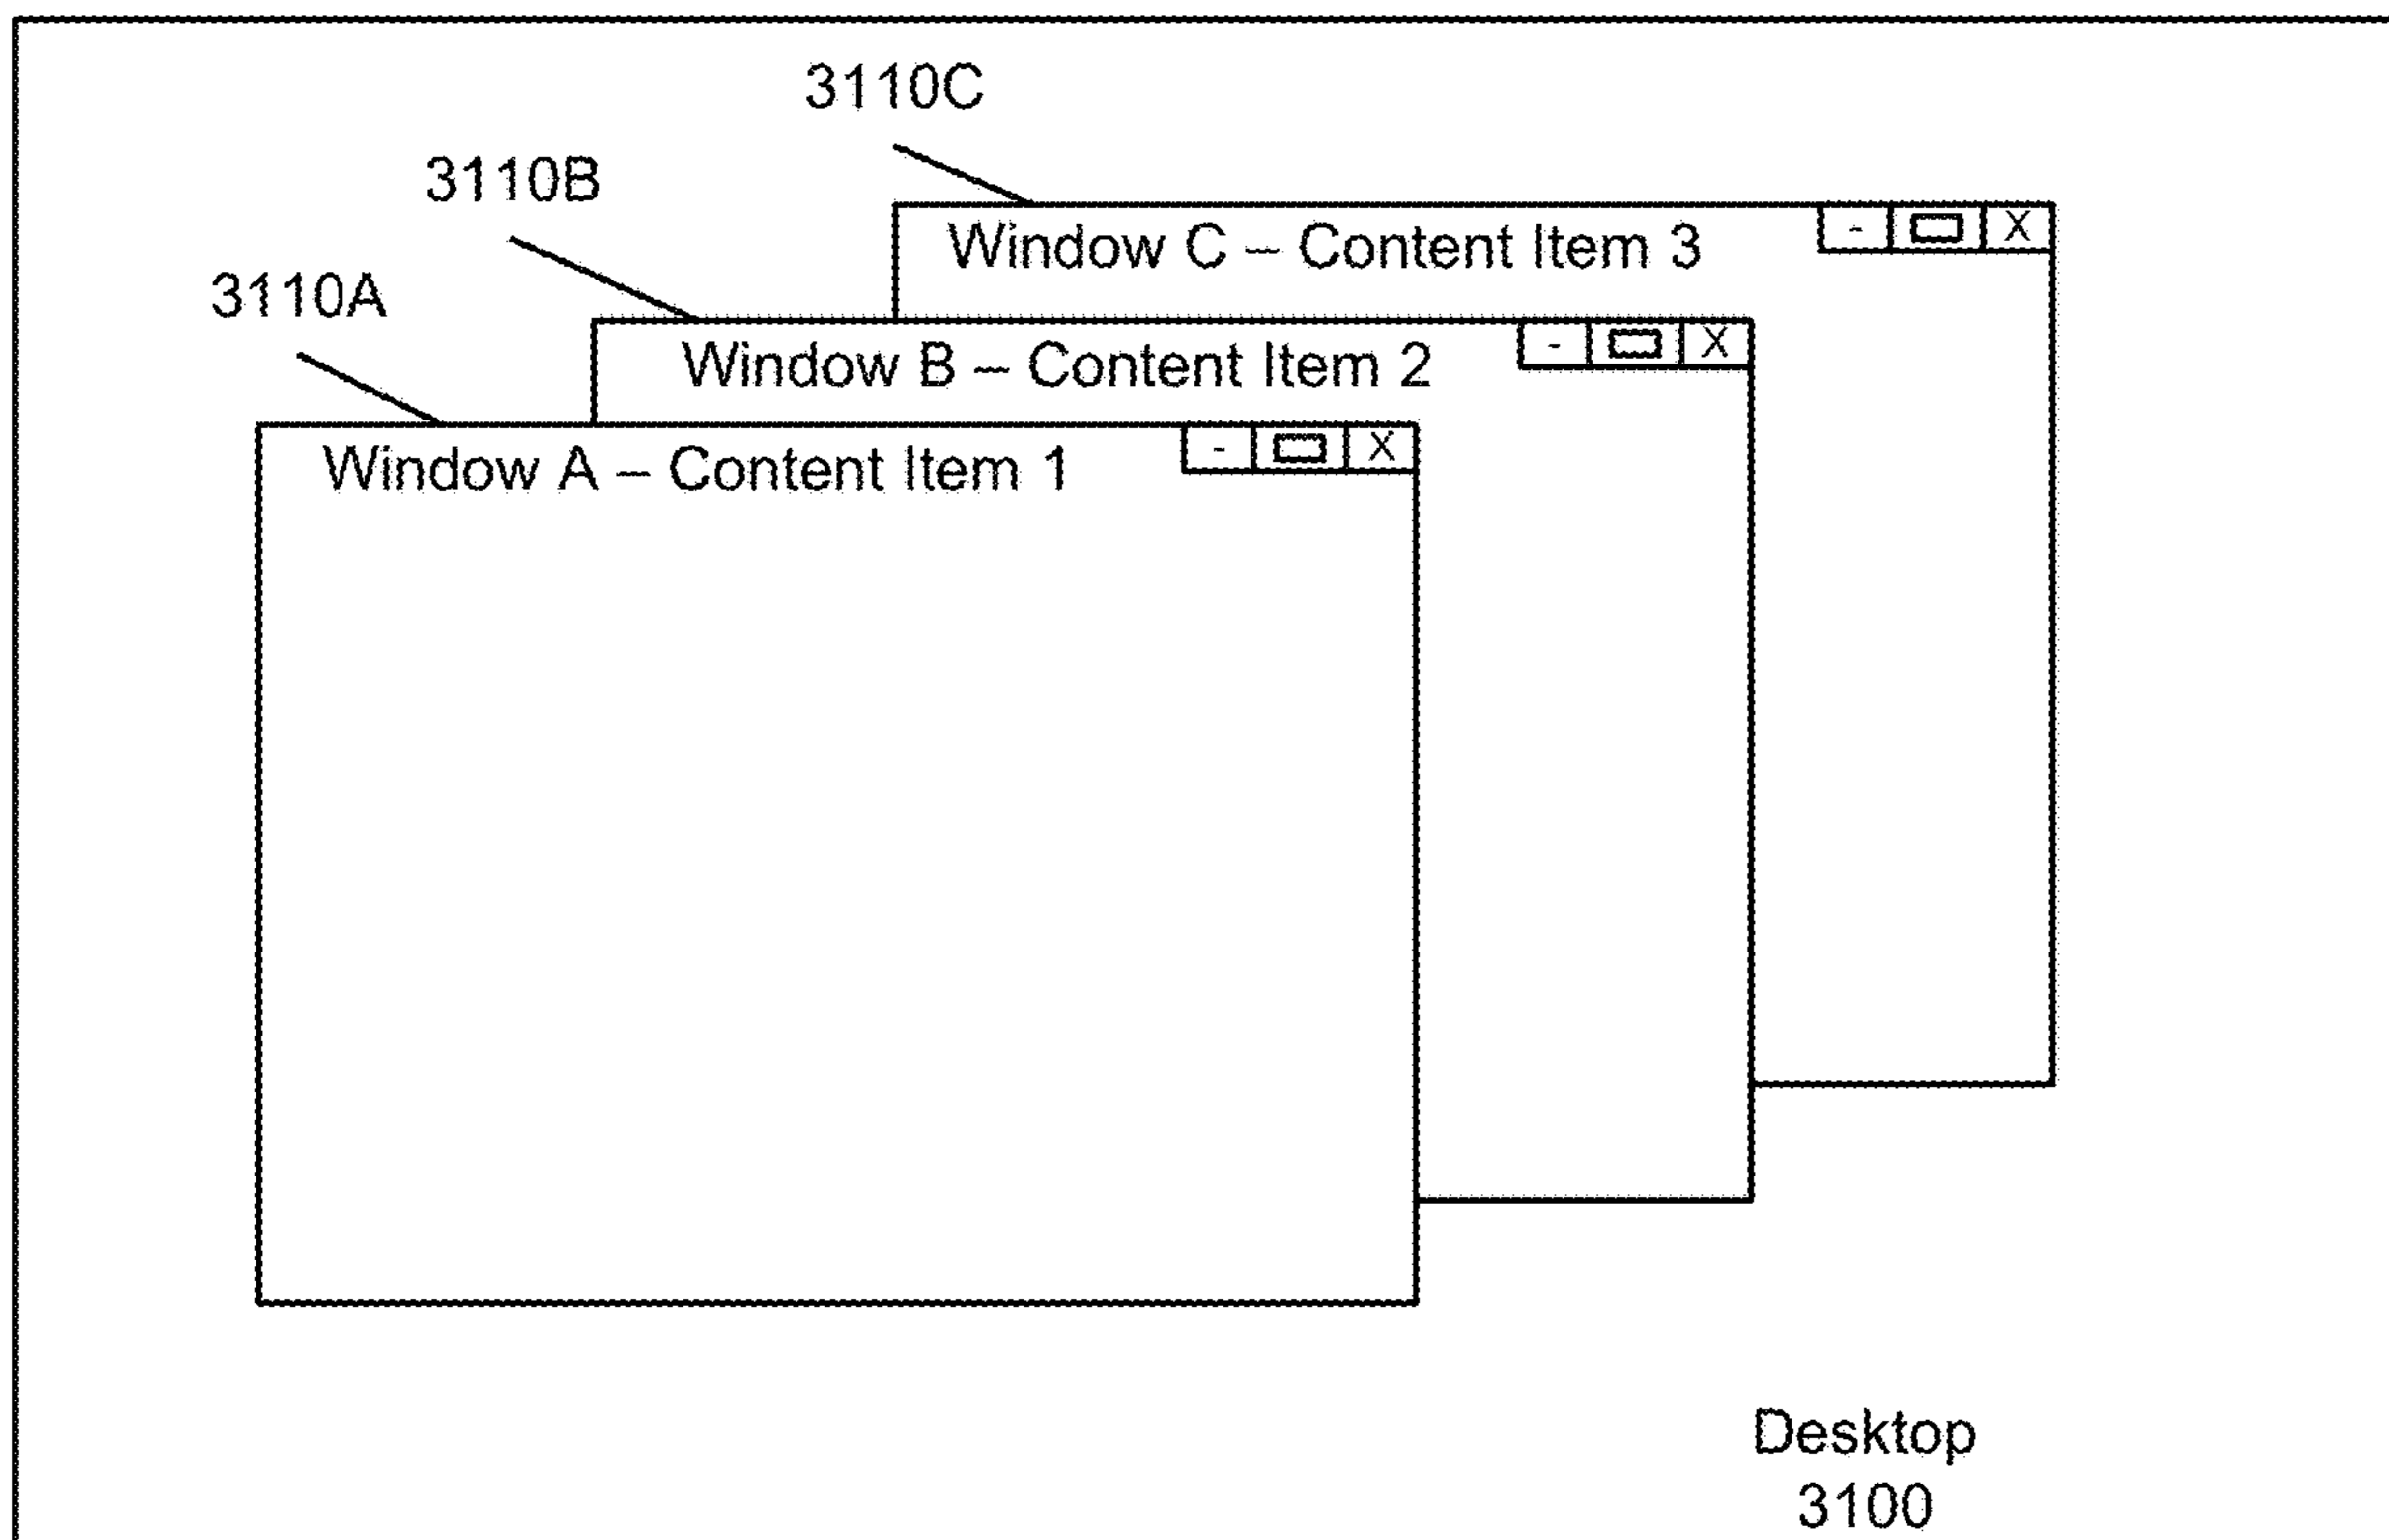 3110C
3110B
3110A
Window C – Content Item 3
- X
Window B – Content Item 2
- X
Window A – Content Item 1
- X
Desktop
3100